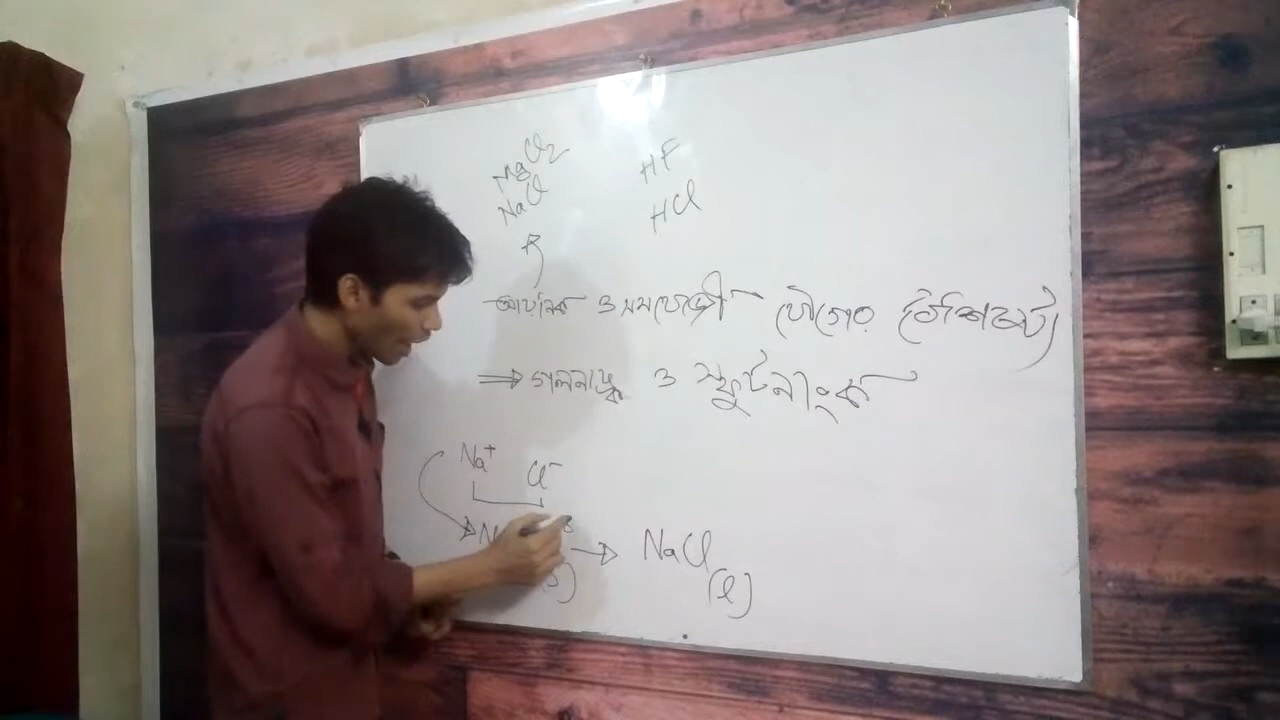 MgCl2 HF
NaCl HCl
আয়নিক ও সমযোজী যৌগের বৈশিষ্ট্য
⇒ গলনাঙ্ক ও স্ফুটনাংক
Na+ Cl-
→ NaCl
(l)